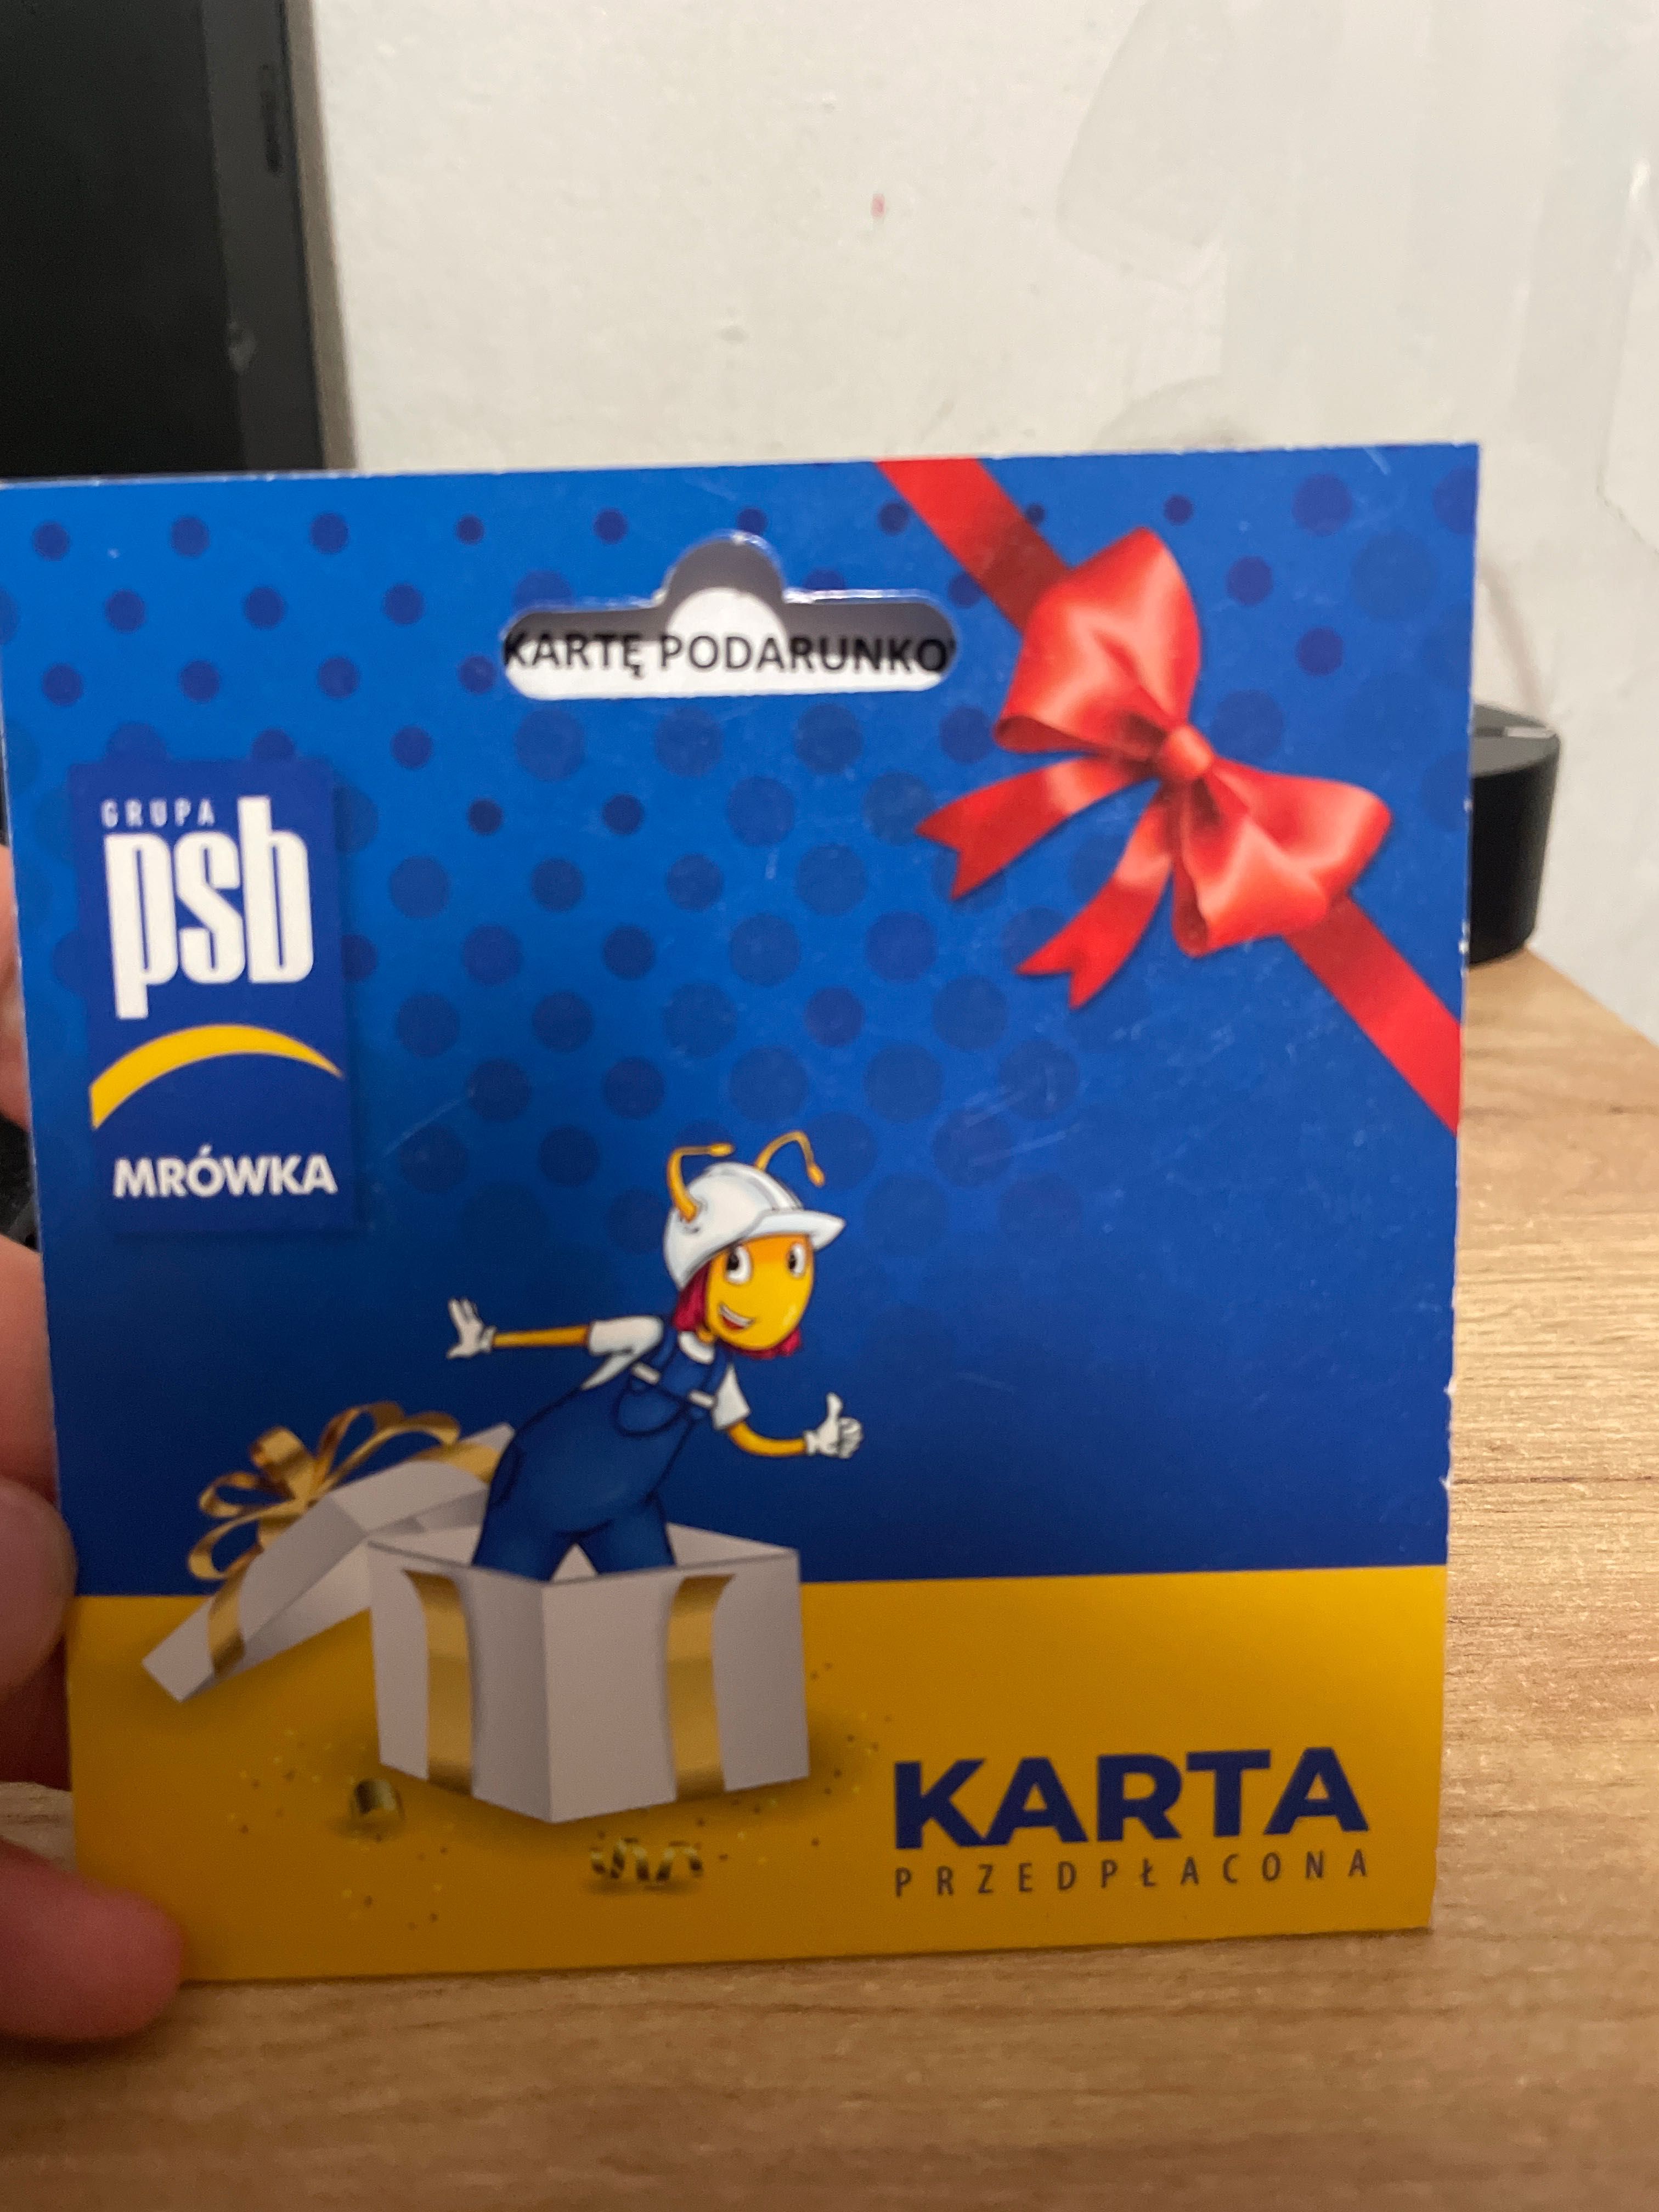 KARTĘ PODARUNKO
GRUPA
psb
MRÓWKA
KARTA
PRZEDPŁACONA